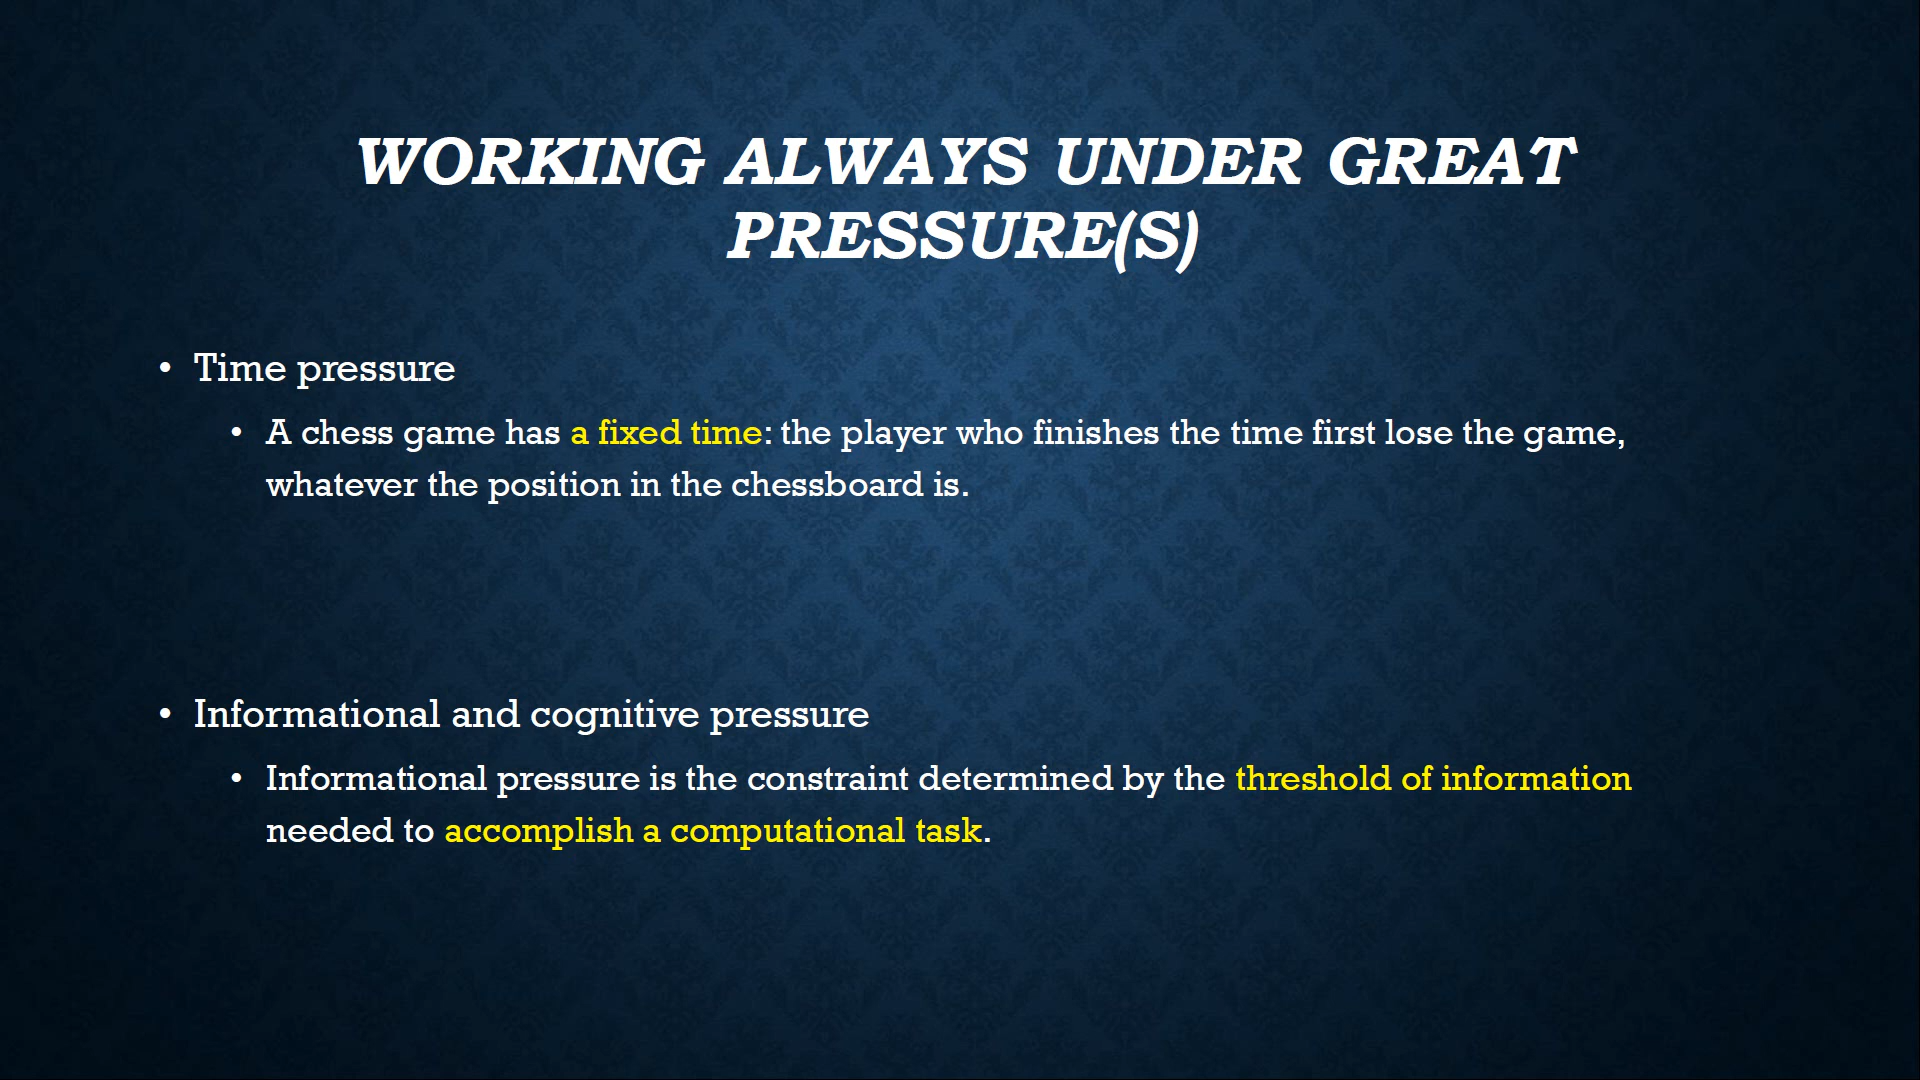 WORKING ALWAYS UNDER GREAT
PRESSURE(S)
• Time pressure
• A chess game has a fixed time: the player who finishes the time first lose the game,
whatever the position in the chessboard is.
• Informational and cognitive pressure
• Informational pressure is the constraint determined by the threshold of information
needed to accomplish a computational task.